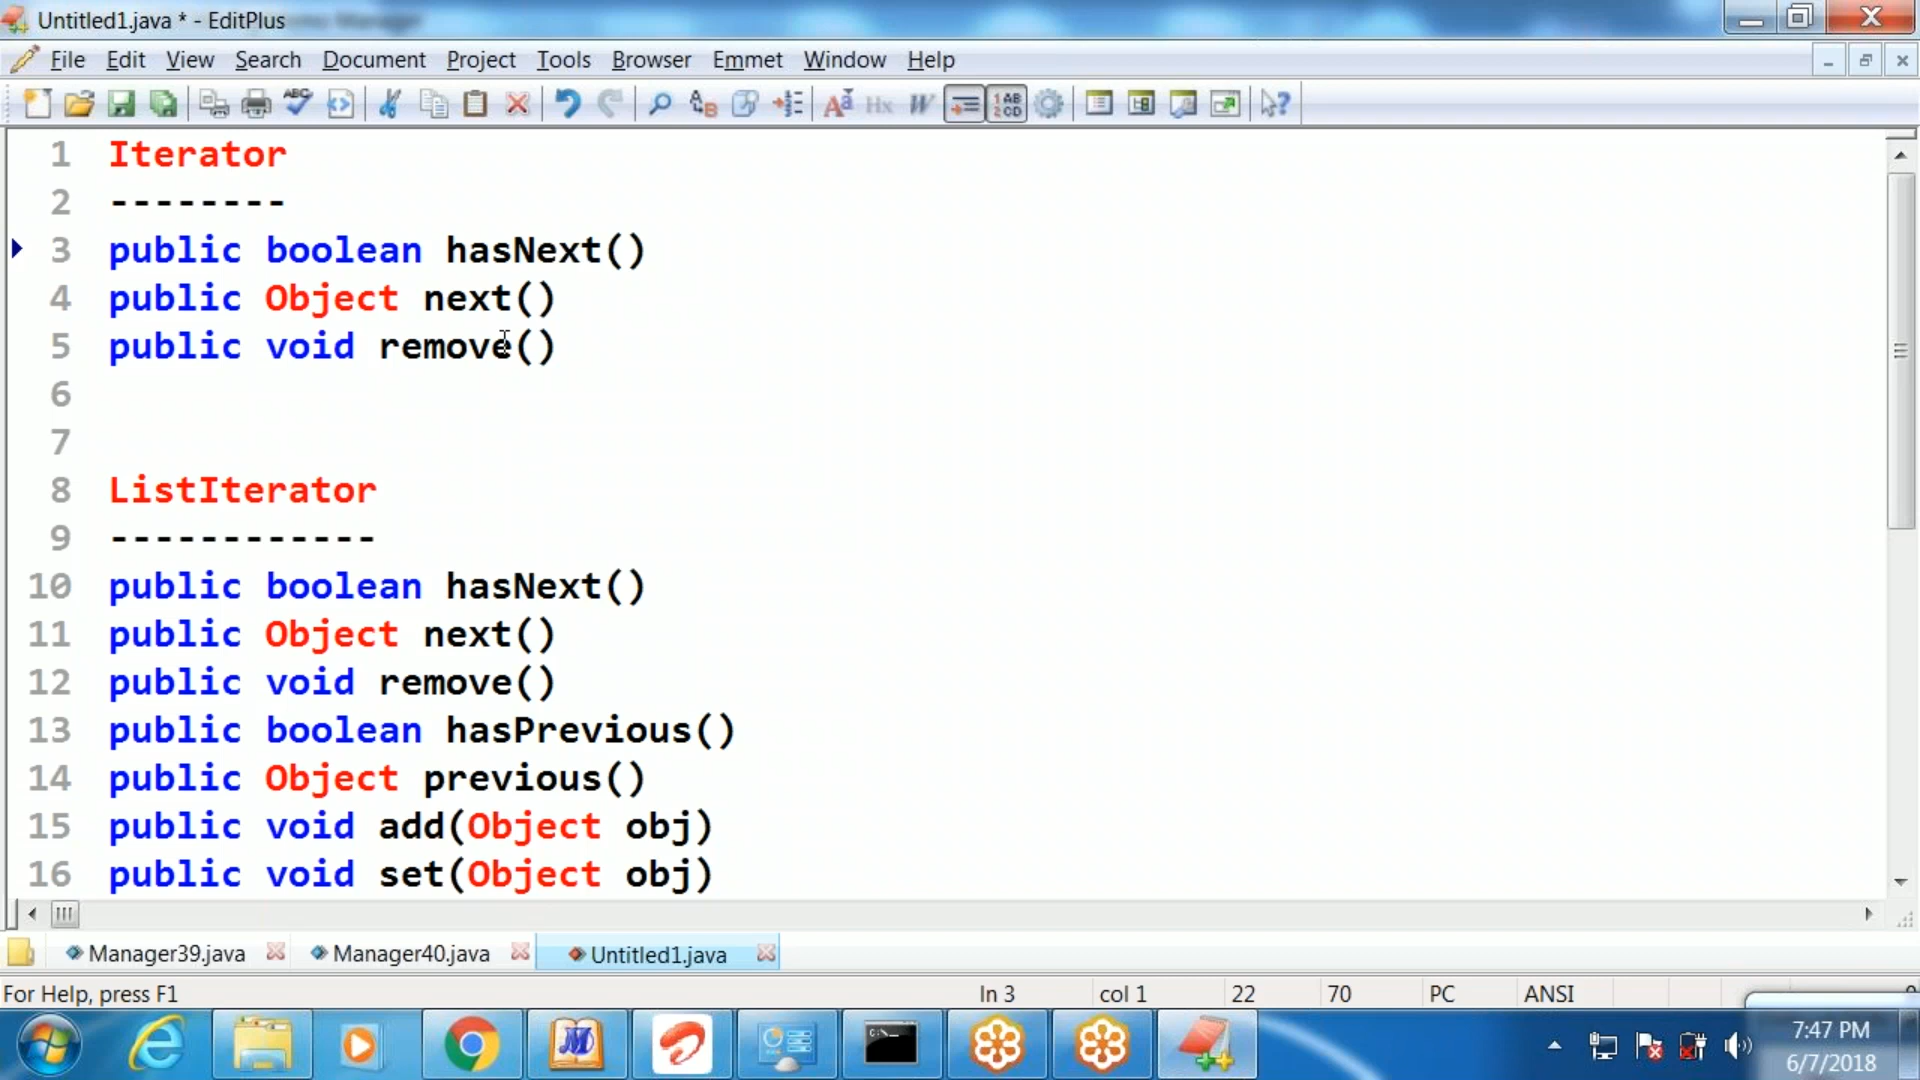 Untitled1.java * - EditPlus
File Edit View Search Document Project Tools Browser Emmet Window Help
1 Iterator
2 --------
3 public boolean hasNext()
4 public Object next()
5 public void remove()
6
7
8 ListIterator
9 ------------
10 public boolean hasNext()
11 public Object next()
12 public void remove()
13 public boolean hasPrevious()
14 public Object previous()
15 public void add(Object obj)
16 public void set(Object obj)
Manager39.java Manager40.java Untitled1.java
For Help, press F1 ln 3 col 1 22 70 PC ANSI
7:47 PM
6/7/2018